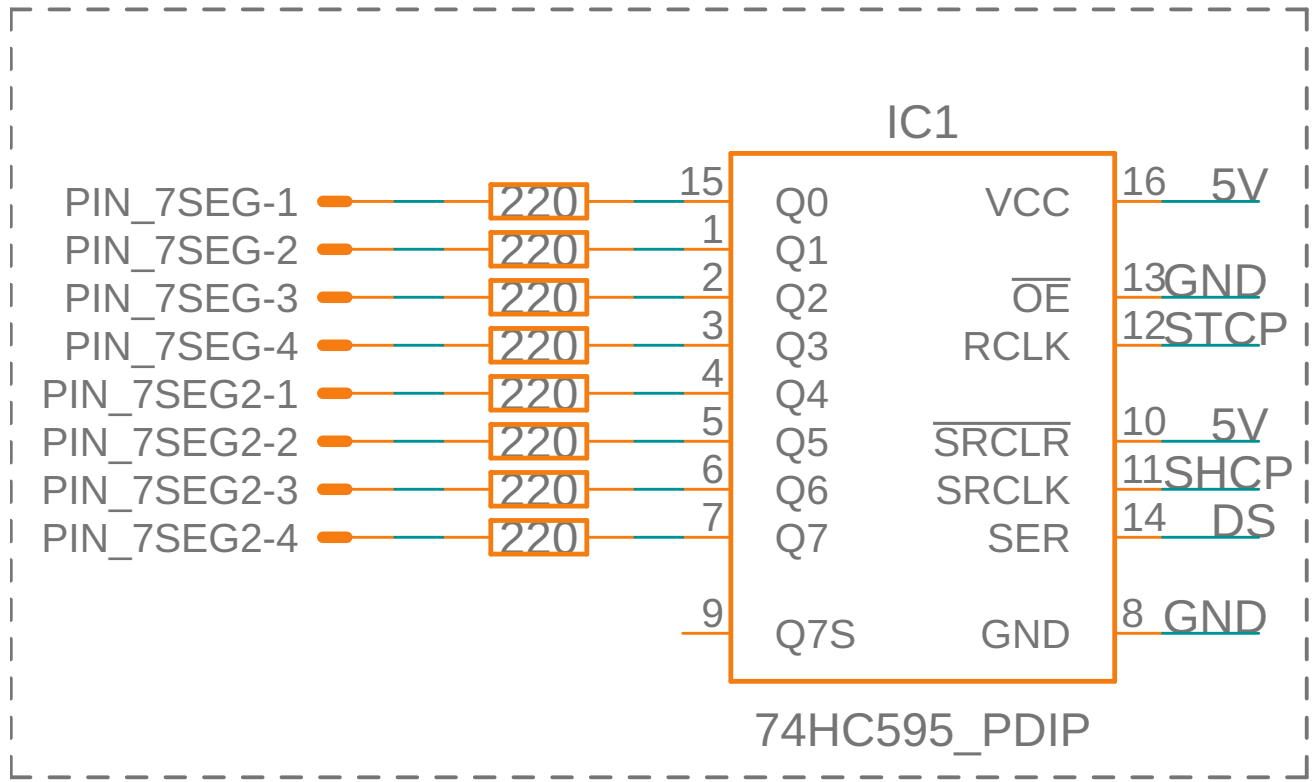 IC1
PIN_7SEG-1 220 15 Q0 VCC 16 5V
PIN_7SEG-2 220 1 Q1
PIN_7SEG-3 220 2 Q2 OE 13 GND
PIN_7SEG-4 220 3 Q3 RCLK 12 STCP
PIN_7SEG2-1 220 4 Q4
PIN_7SEG2-2 220 5 Q5 SRCLR 10 5V
PIN_7SEG2-3 220 6 Q6 SRCLK 11 SHCP
PIN_7SEG2-4 220 7 Q7 SER 14 DS
9 Q7S GND 8 GND
74HC595_PDIP